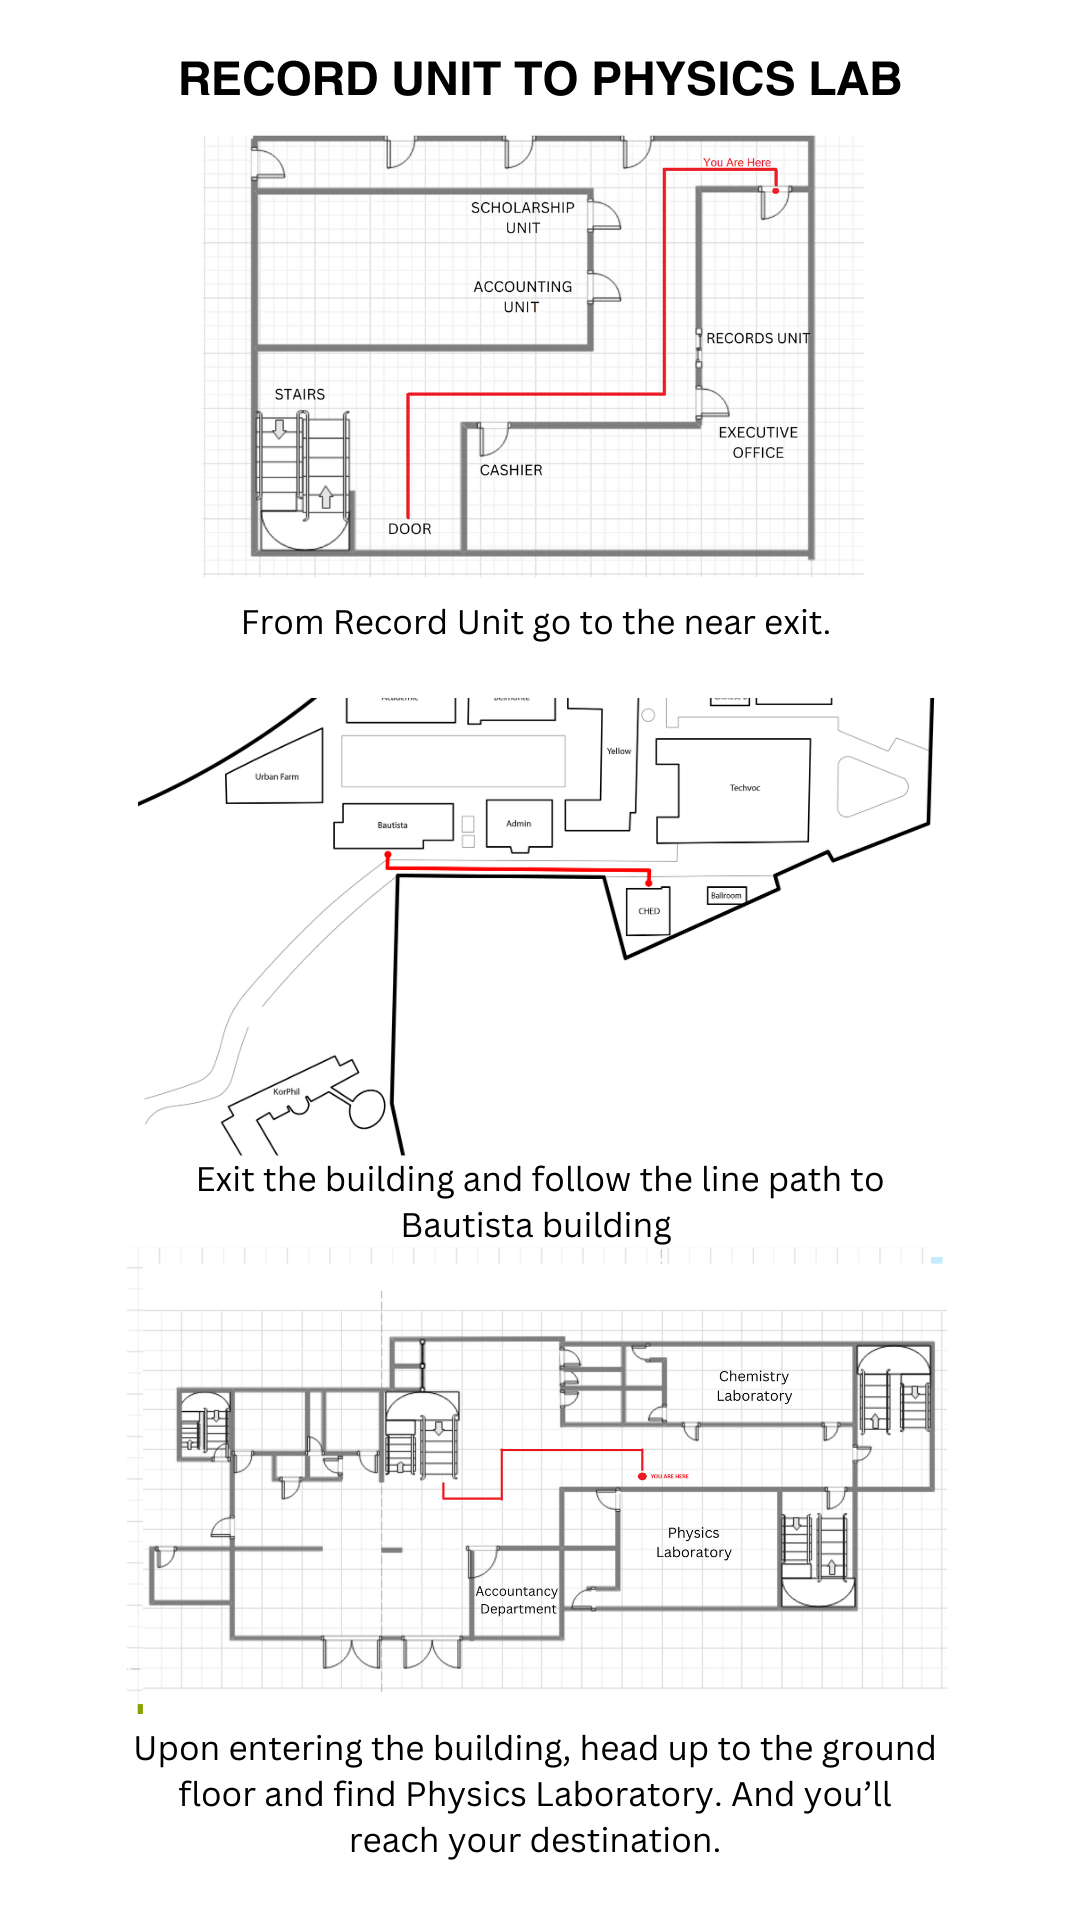 RECORD UNIT TO PHYSICS LAB
You Are Here
SCHOLARSHIP
UNIT
ACCOUNTING
UNIT
RECORDS UNIT
STAIRS
EXECUTIVE
OFFICE
CASHIER
DOOR
From Record Unit go to the near exit.
Yellow
Urban Farm
Techvoc
Bautista
Admin
Ballroom
CHED
KorPhil
Exit the building and follow the line path to
Bautista building
Chemistry
Laboratory
YOU ARE HERE
Physics
Laboratory
Accountancy
Department
Upon entering the building, head up to the ground
floor and find Physics Laboratory. And you’ll
reach your destination.